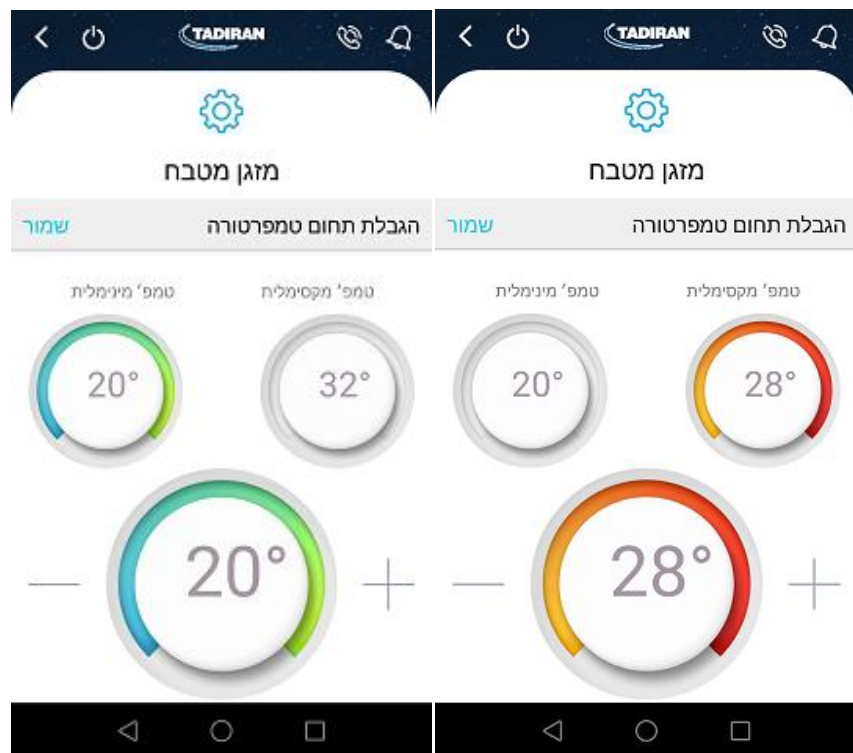 TADIRAN
מזגן מטבח
הגבלת תחום טמפרטורה שמור
טמפ׳ מקסימלית טמפ׳ מינימלית
32° 20°
20°
TADIRAN
מזגן מטבח
הגבלת תחום טמפרטורה שמור
טמפ׳ מקסימלית טמפ׳ מינימלית
28° 20°
28°